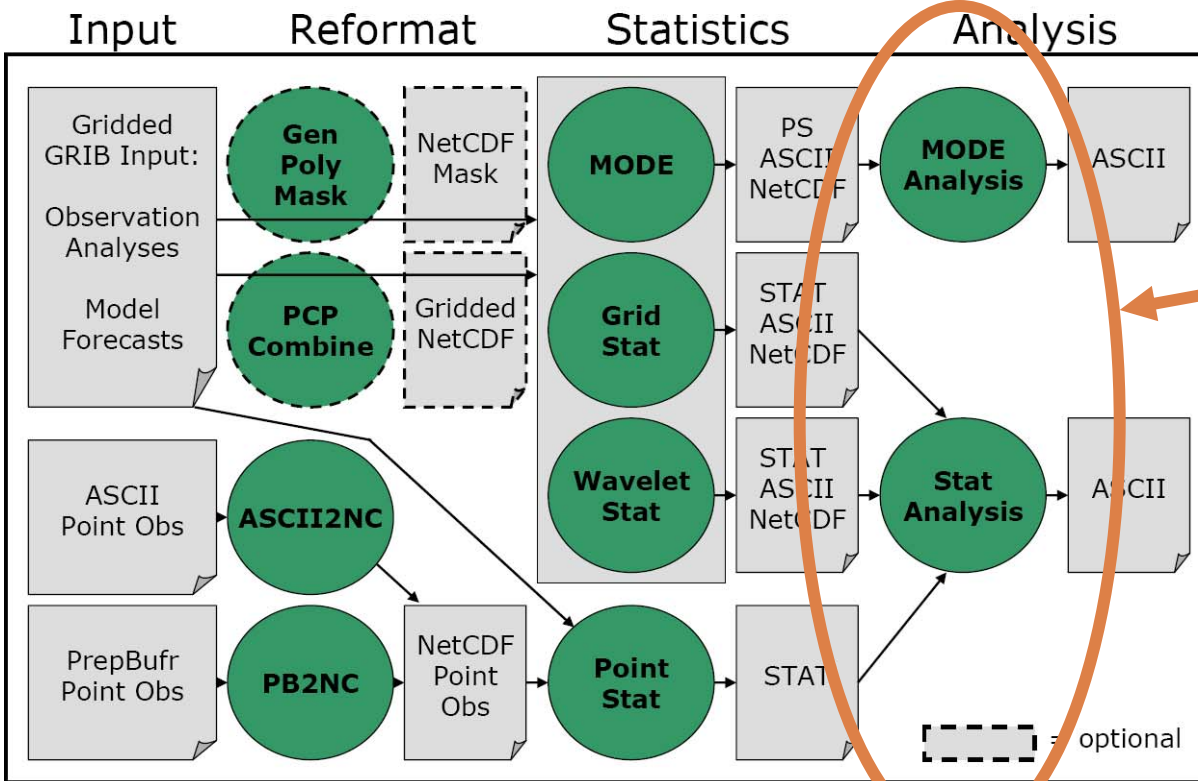 Input
Reformat
Statistics
Analysis
Gridded
GRIB Input:
Observation
Analyses
Model
Forecasts
Gen
Poly
Mask
NetCDF
Mask
MODE
PS
ASCII
NetCDF
MODE
Analysis
ASCII
PCP
Combine
Gridded
NetCDF
Grid
Stat
STAT
ASCII
NetCDF
Wavelet
Stat
STAT
ASCII
NetCDF
Stat
Analysis
ASCII
ASCII
Point Obs
ASCII2NC
PrepBufr
Point Obs
PB2NC
NetCDF
Point
Obs
Point
Stat
STAT
= optional